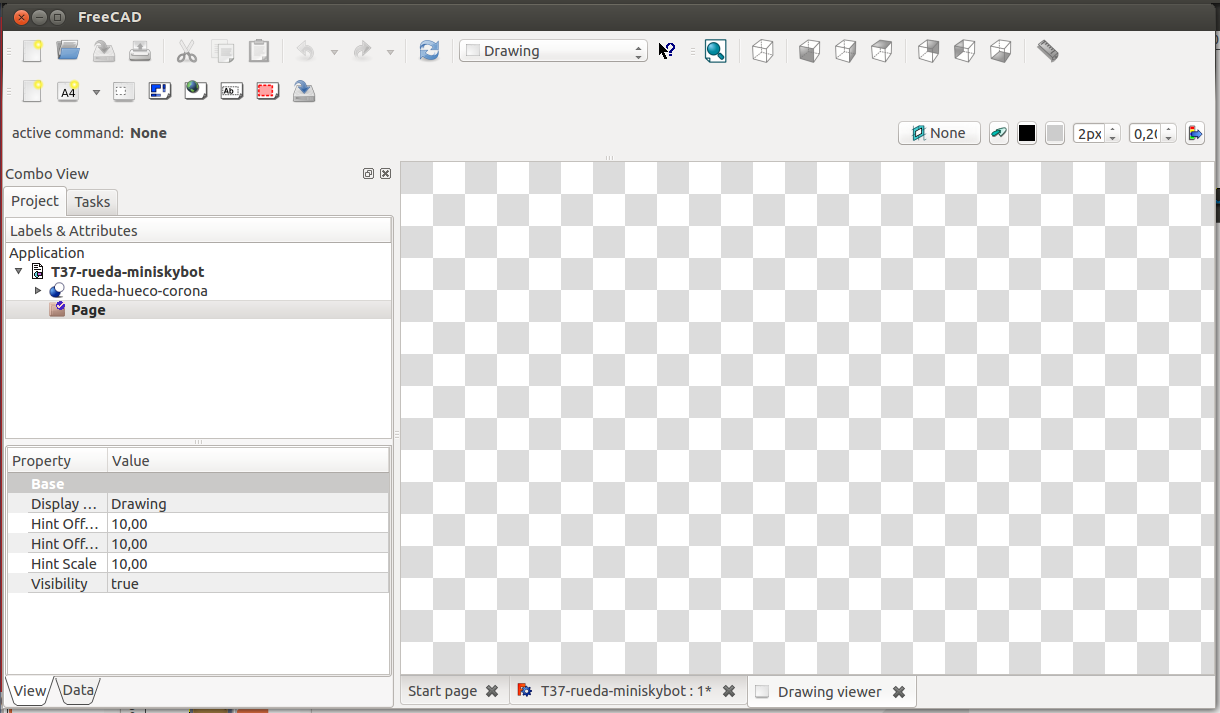 FreeCAD
Drawing
A4
Ab
active command: None
None
2px
0,20
Combo View
Project
Tasks
Labels & Attributes
Application
T37-rueda-miniskybot
Rueda-hueco-corona
Page
Property Value
Base
Display ... Drawing
Hint Off... 10,00
Hint Off... 10,00
Hint Scale 10,00
Visibility true
View
Data
Start page
T37-rueda-miniskybot : 1*
Drawing viewer